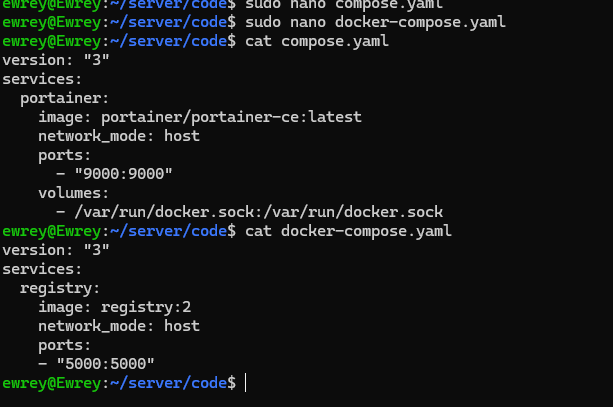 ewrey@Ewrey:~/server/code$ sudo nano compose.yaml
ewrey@Ewrey:~/server/code$ sudo nano docker-compose.yaml
ewrey@Ewrey:~/server/code$ cat compose.yaml
version: "3"
services:
  portainer:
    image: portainer/portainer-ce:latest
    network_mode: host
    ports:
      - "9000:9000"
    volumes:
      - /var/run/docker.sock:/var/run/docker.sock
ewrey@Ewrey:~/server/code$ cat docker-compose.yaml
version: "3"
services:
  registry:
    image: registry:2
    network_mode: host
    ports:
    - "5000:5000"
ewrey@Ewrey:~/server/code$